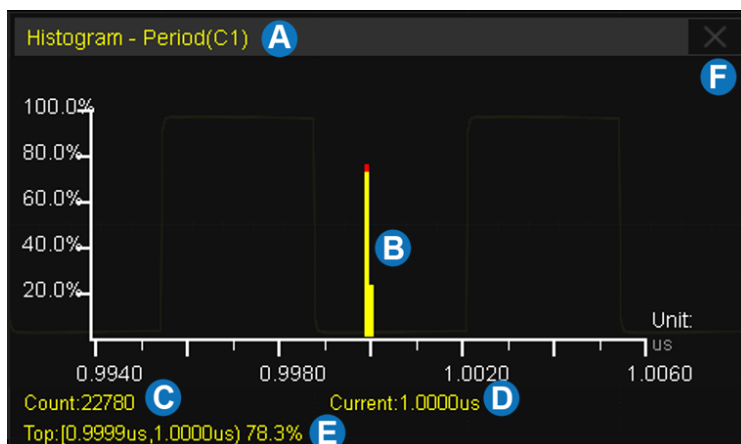 Histogram - Period(C1) A
F
100.0%
80.0%
60.0%
B
40.0%
20.0%
Unit:
us
0.9940 0.9980 1.0020 1.0060
Count:22780 C Current:1.0000us D
Top:[0.9999us,1.0000us) 78.3% E